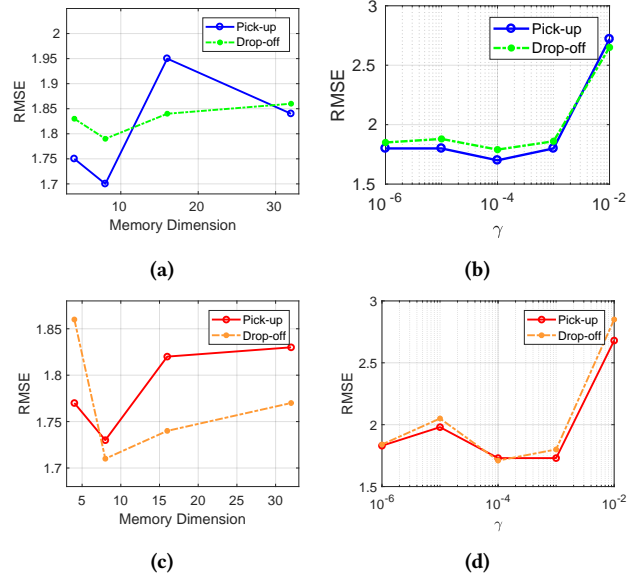 2
1.95
1.9
1.85
1.8
1.75
1.7
RMSE
10
20
30
Memory Dimension
Pick-up
Drop-off
(a)
3
2.5
2
1.5
RMSE
10^-6
10^-4
10^-2
γ
Pick-up
Drop-off
(b)
1.85
1.8
1.75
1.7
RMSE
5
10
15
20
25
30
Memory Dimension
Pick-up
Drop-off
(c)
3
2.5
2
1.5
RMSE
10^-6
10^-4
10^-2
γ
Pick-up
Drop-off
(d)